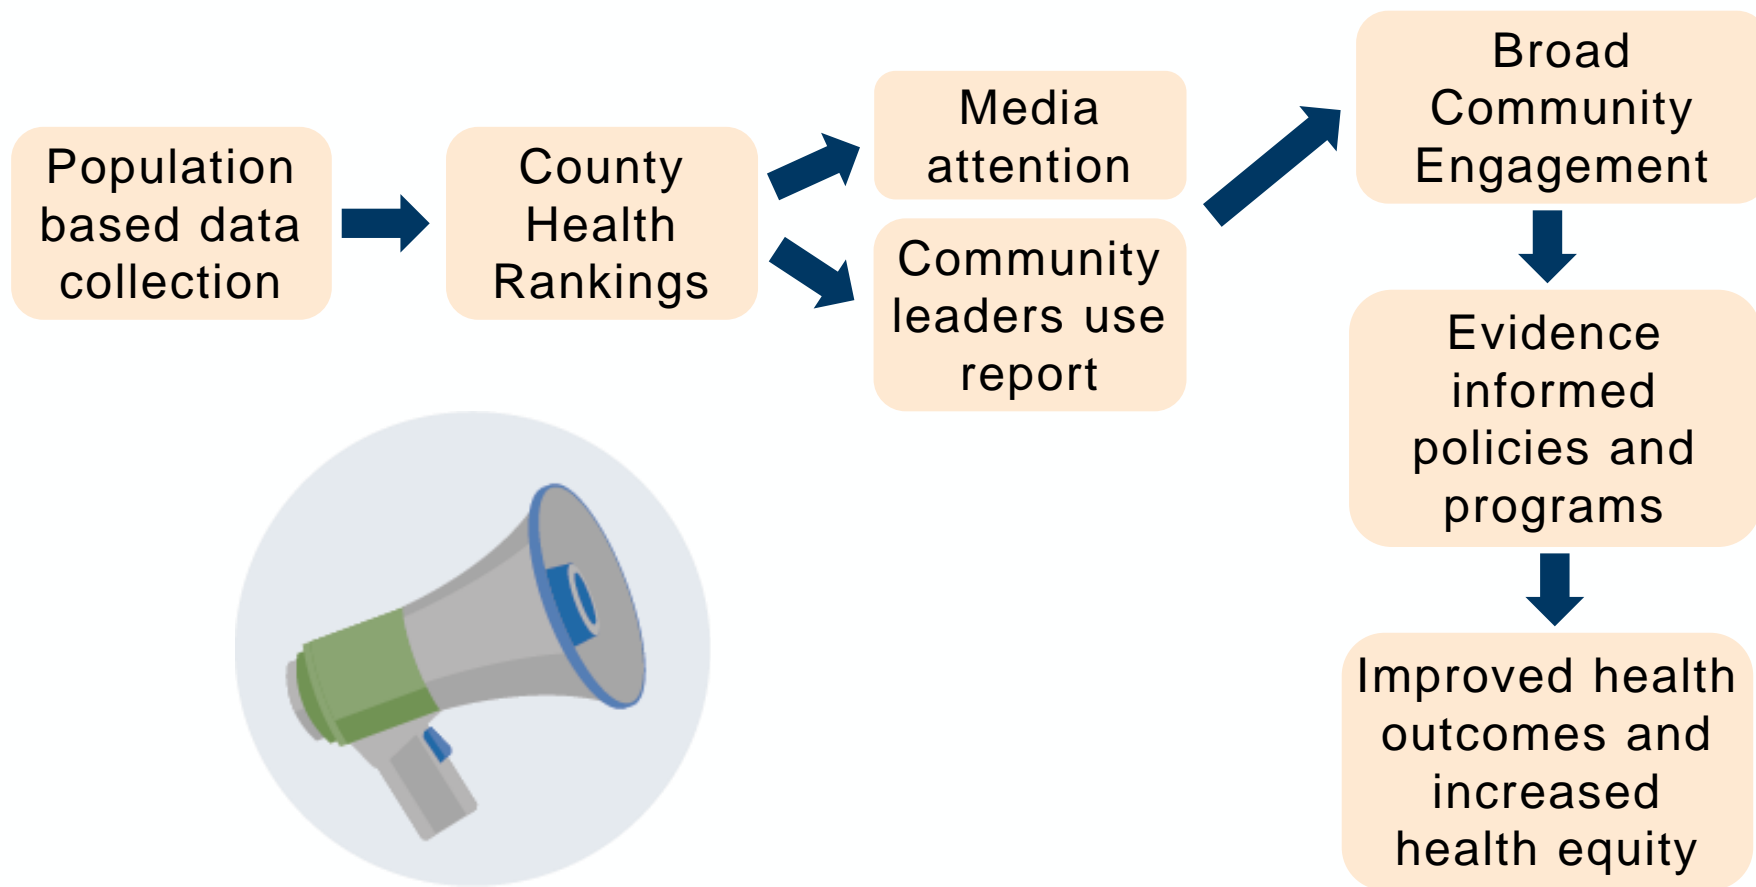 Population
based data
collection
County
Health
Rankings
Media
attention
Community
leaders use
report
Broad
Community
Engagement
Evidence
informed
policies and
programs
Improved health
outcomes and
increased
health equity